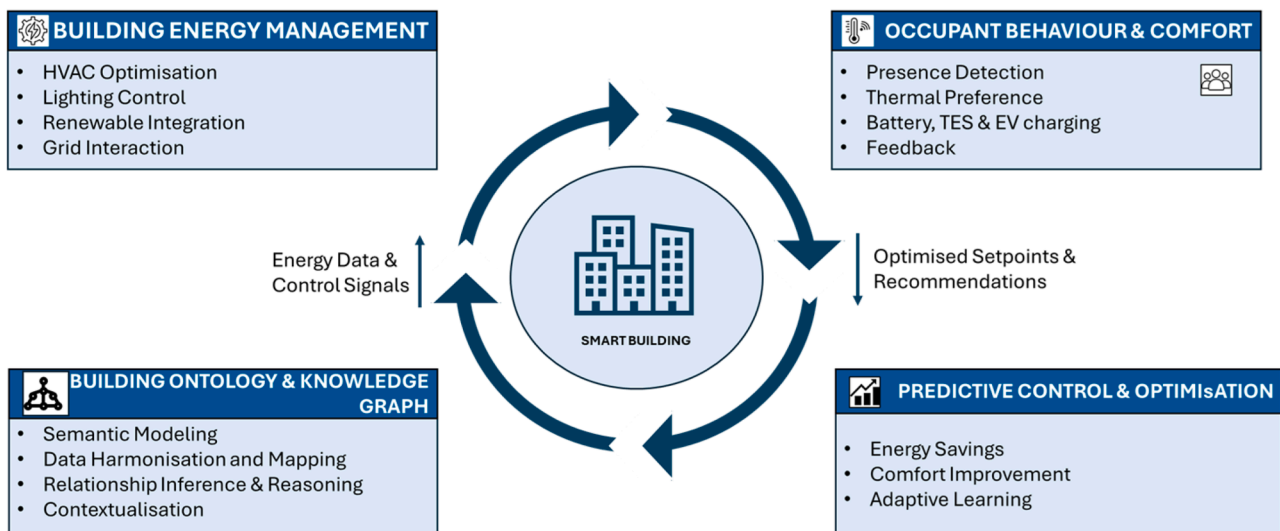 BUILDING ENERGY MANAGEMENT
• HVAC Optimisation
• Lighting Control
• Renewable Integration
• Grid Interaction
OCCUPANT BEHAVIOUR & COMFORT
• Presence Detection
• Thermal Preference
• Battery, TES & EV charging
• Feedback
Energy Data &
Control Signals
SMART BUILDING
Optimised Setpoints &
Recommendations
BUILDING ONTOLOGY & KNOWLEDGE
GRAPH
• Semantic Modeling
• Data Harmonisation and Mapping
• Relationship Inference & Reasoning
• Contextualisation
PREDICTIVE CONTROL & OPTIMIsATION
• Energy Savings
• Comfort Improvement
• Adaptive Learning